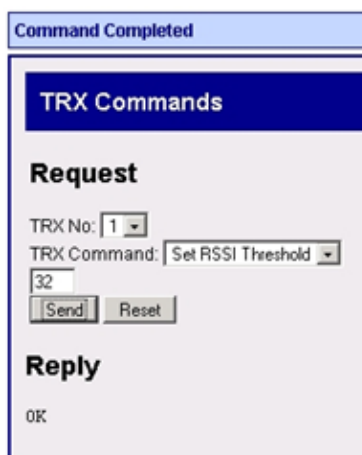 Command Completed
TRX Commands
Request
TRX No: 1
TRX Command: Set RSSI Threshold
32
Send Reset
Reply
OK